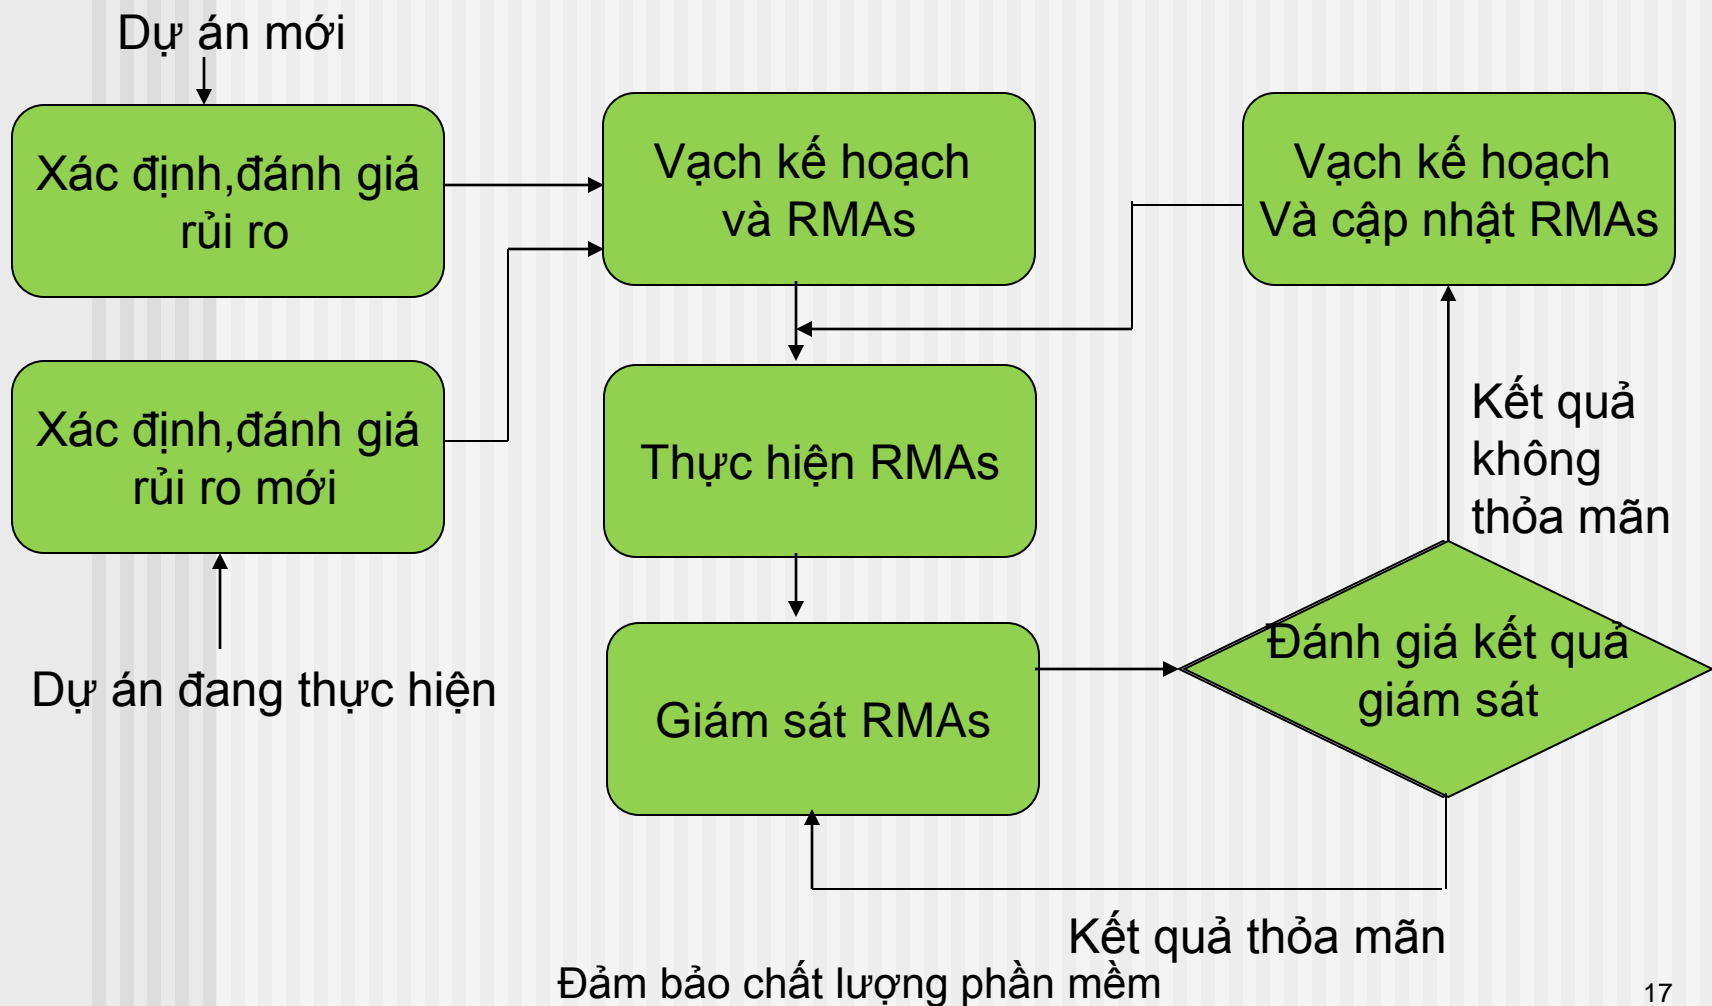 Dự án mới
Xác định,đánh giá
rủi ro
Vạch kế hoạch
và RMAs
Vạch kế hoạch
Và cập nhật RMAs
Xác định,đánh giá
rủi ro mới
Thực hiện RMAs
Kết quả
không
thỏa mãn
Dự án đang thực hiện
Giám sát RMAs
Đánh giá kết quả
giám sát
Kết quả thỏa mãn
Đảm bảo chất lượng phần mềm
17